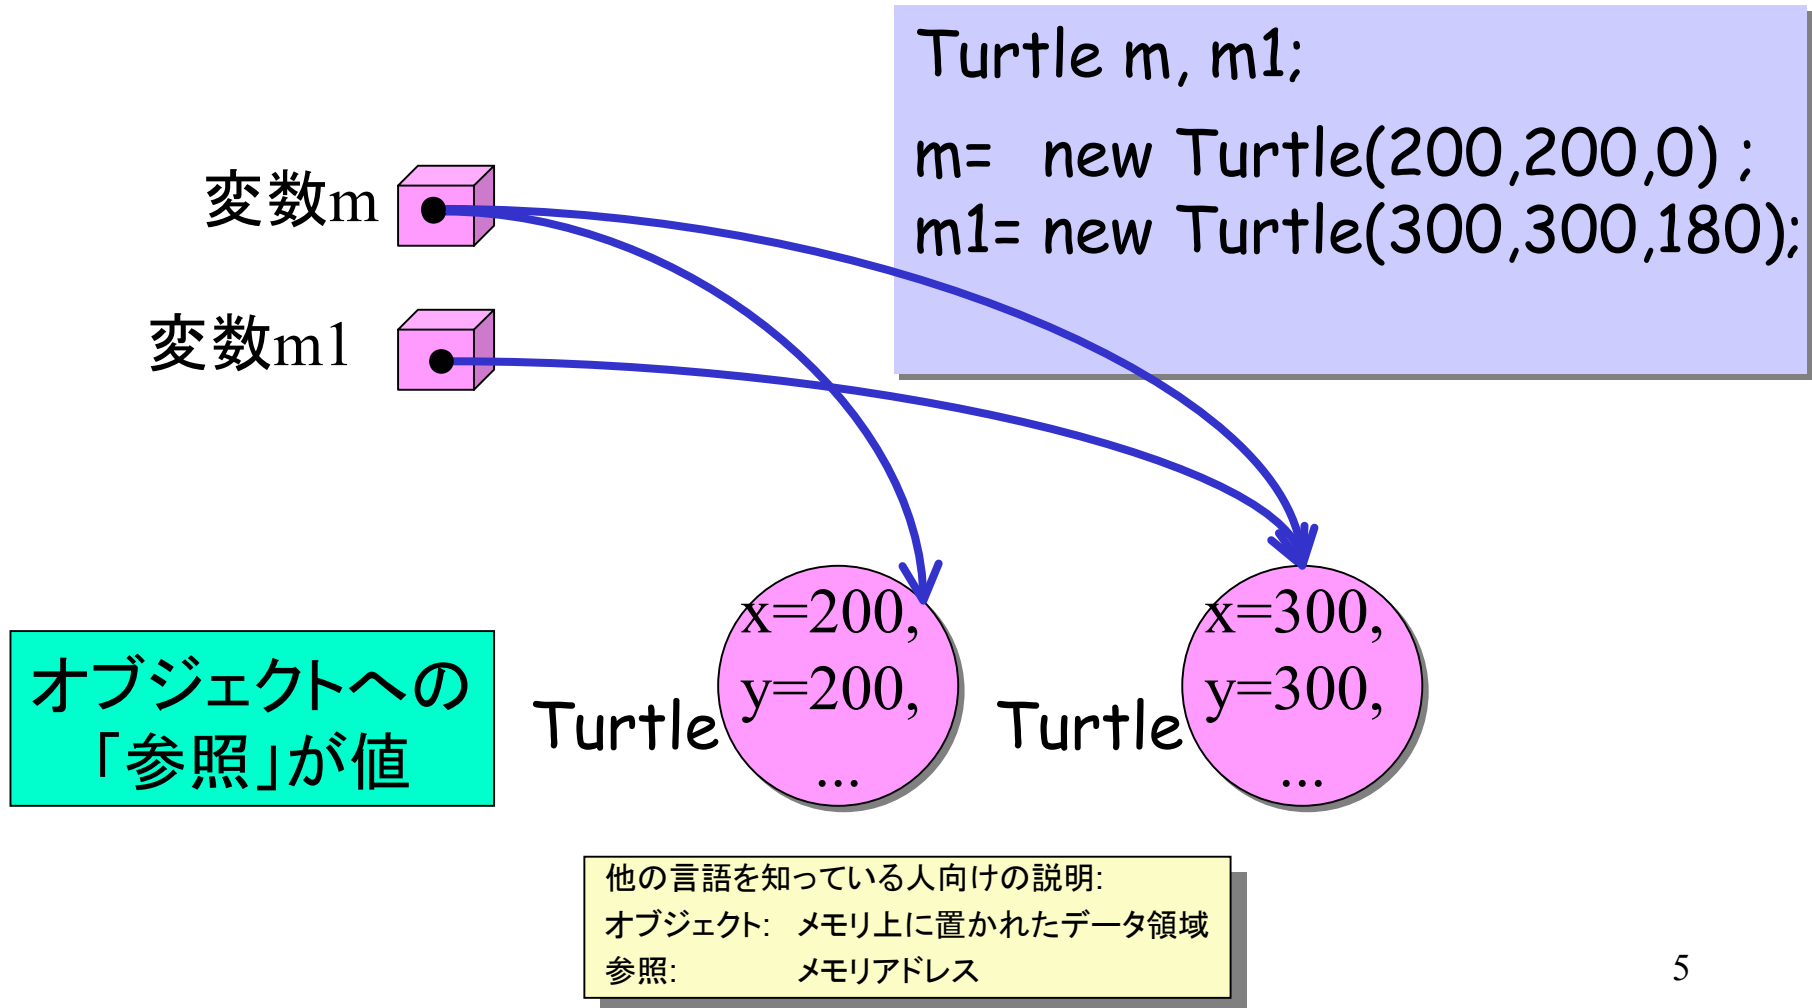 Turtle m, m1;
m= new Turtle(200,200,0) ;
m1= new Turtle(300,300,180);
変数m
変数m1
x=200,
y=200,
...
Turtle
x=300,
y=300,
...
Turtle
オブジェクトへの
「参照」が値
他の言語を知っている人向けの説明:
オブジェクト: メモリ上に置かれたデータ領域
参照: メモリアドレス
5